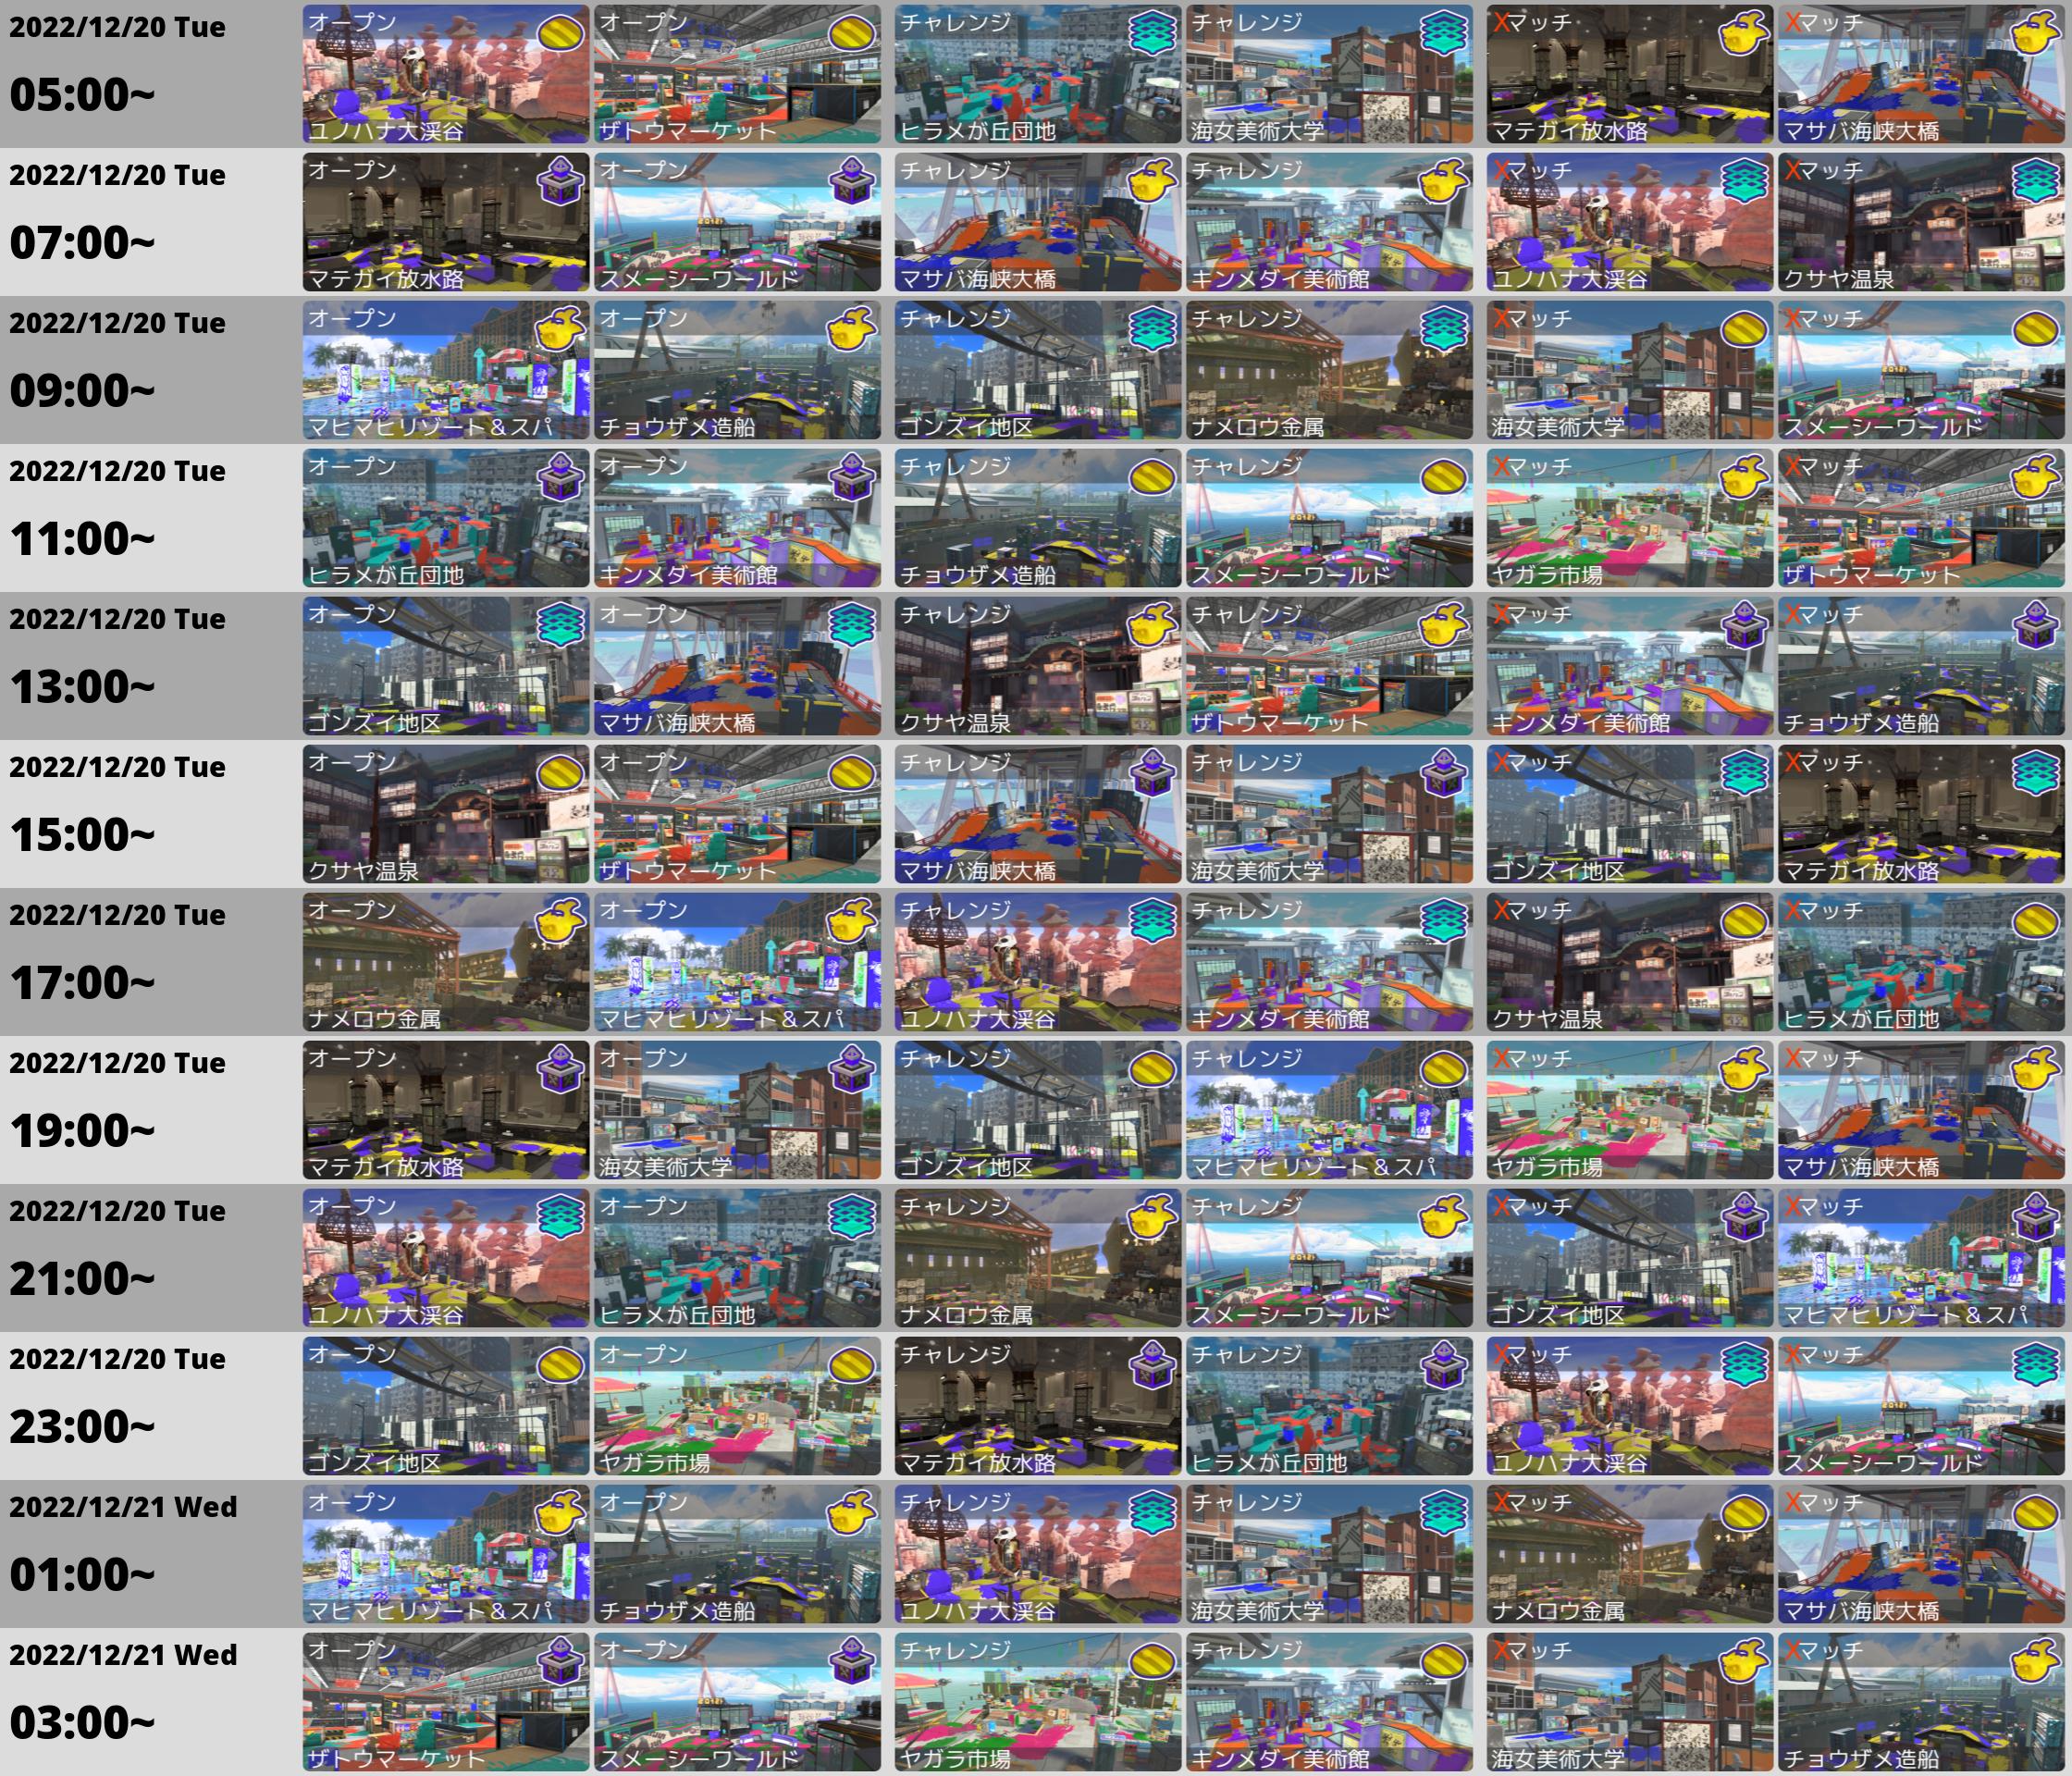 2022/12/20 Tue
05:00~
オープン オープン チャレンジ チャレンジ Xマッチ Xマッチ
ユノハナ大渓谷 ザトウマーケット ヒラメが丘団地 海女美術大学 マテガイ放水路 マサバ海峡大橋
2022/12/20 Tue
07:00~
オープン オープン チャレンジ チャレンジ Xマッチ Xマッチ
マテガイ放水路 スメーシーワールド マサバ海峡大橋 キンメダイ美術館 ユノハナ大渓谷 クサヤ温泉
2022/12/20 Tue
09:00~
オープン オープン チャレンジ チャレンジ Xマッチ Xマッチ
マヒマヒリゾート＆スパ チョウザメ造船 ゴンズイ地区 ナメロウ金属 海女美術大学 スメーシーワールド
2022/12/20 Tue
11:00~
オープン オープン チャレンジ チャレンジ Xマッチ Xマッチ
ヒラメが丘団地 キンメダイ美術館 チョウザメ造船 スメーシーワールド ヤガラ市場 ザトウマーケット
2022/12/20 Tue
13:00~
オープン オープン チャレンジ チャレンジ Xマッチ Xマッチ
ゴンズイ地区 マサバ海峡大橋 クサヤ温泉 ザトウマーケット キンメダイ美術館 チョウザメ造船
2022/12/20 Tue
15:00~
オープン オープン チャレンジ チャレンジ Xマッチ Xマッチ
クサヤ温泉 ザトウマーケット マサバ海峡大橋 海女美術大学 ゴンズイ地区 マテガイ放水路
2022/12/20 Tue
17:00~
オープン オープン チャレンジ チャレンジ Xマッチ Xマッチ
ナメロウ金属 マヒマヒリゾート＆スパ ユノハナ大渓谷 キンメダイ美術館 クサヤ温泉 ヒラメが丘団地
2022/12/20 Tue
19:00~
オープン オープン チャレンジ チャレンジ Xマッチ Xマッチ
マテガイ放水路 海女美術大学 ゴンズイ地区 マヒマヒリゾート＆スパ ヤガラ市場 マサバ海峡大橋
2022/12/20 Tue
21:00~
オープン オープン チャレンジ チャレンジ Xマッチ Xマッチ
ユノハナ大渓谷 ヒラメが丘団地 ナメロウ金属 スメーシーワールド ゴンズイ地区 マヒマヒリゾート＆スパ
2022/12/20 Tue
23:00~
オープン オープン チャレンジ チャレンジ Xマッチ Xマッチ
ゴンズイ地区 ヤガラ市場 マテガイ放水路 ヒラメが丘団地 ユノハナ大渓谷 スメーシーワールド
2022/12/21 Wed
01:00~
オープン オープン チャレンジ チャレンジ Xマッチ Xマッチ
マヒマヒリゾート＆スパ チョウザメ造船 ユノハナ大渓谷 海女美術大学 ナメロウ金属 マサバ海峡大橋
2022/12/21 Wed
03:00~
オープン オープン チャレンジ チャレンジ Xマッチ Xマッチ
ザトウマーケット スメーシーワールド ヤガラ市場 キンメダイ美術館 海女美術大学 チョウザメ造船